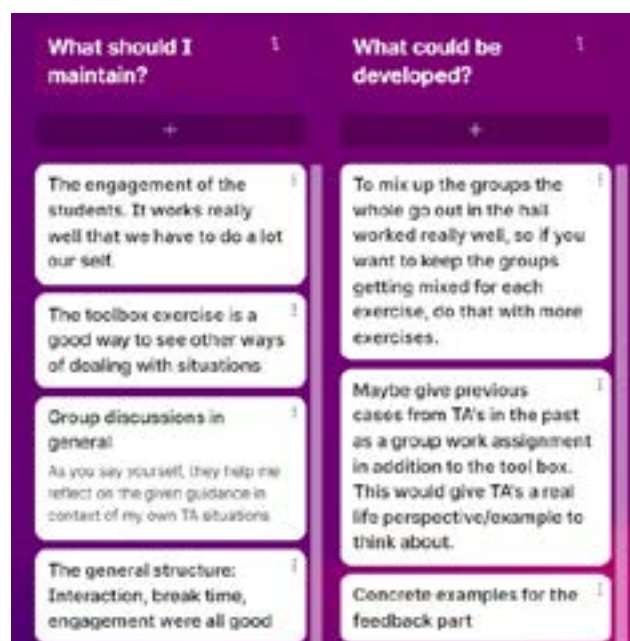 What should I
maintain?
+
The engagement of the
students. It works really
well that we have to do a lot
our self.
The toolbox exercise is a
good way to see other ways
of dealing with situations
Group discussions in
general
As you say yourself, they help me
reflect on the given guidance in
context of my own TA situations
The general structure:
Interaction, break time,
engagement were all good
What could be
developed?
+
To mix up the groups the
whole go out in the hall
worked really well, so if you
want to keep the groups
getting mixed for each
exercise, do that with more
exercises.
Maybe give previous
cases from TA's in the past
as a group work assignment
in addition to the tool box.
This would give TA's a real
life perspective/example to
think about.
Concrete examples for the
feedback part